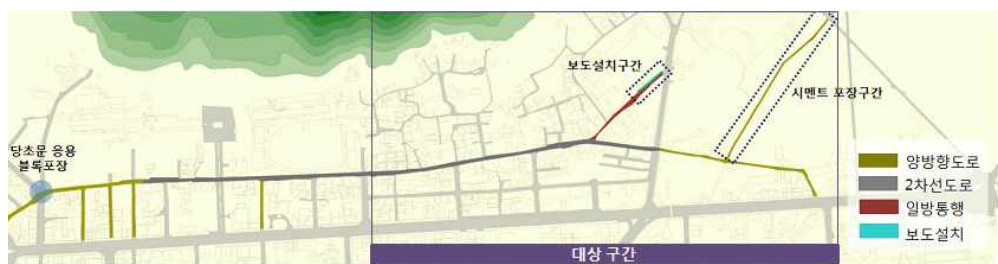 보도설치구간
시멘트 포장구간
당초문 응용
블록포장
양방향도로
2차선도로
일방통행
보도설치
대상 구간